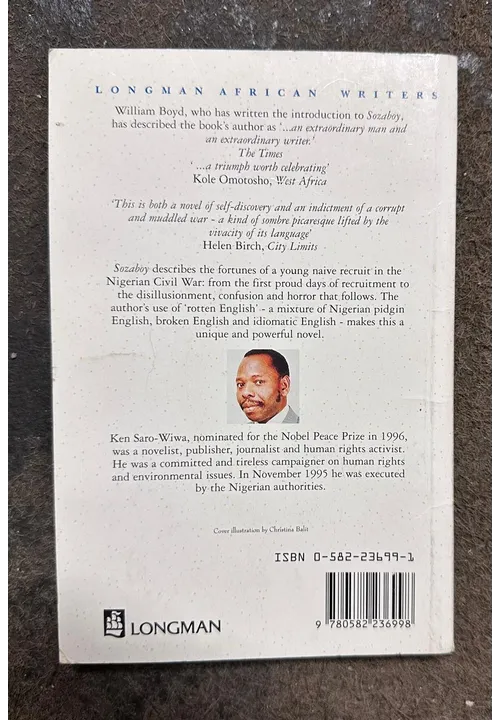 LONGMAN AFRICAN WRITERS
William Boyd, who has written the introduction to Sozaboy,
has described the book's author as '...an extraordinary man and
an extraordinary writer.'
The Times
'...a triumph worth celebrating'
Kole Omotosho, West Africa
'This is both a novel of self-discovery and an indictment of a corrupt
and muddled war - a kind of sombre picaresque lifted by the
vivacity of its language'
Helen Birch, City Limits
Sozaboy describes the fortunes of a young naive recruit in the
Nigerian Civil War: from the first proud days of recruitment to
the disillusionment, confusion and horror that follows. The
author's use of 'rotten English' - a mixture of Nigerian pidgin
English, broken English and idiomatic English - makes this a
unique and powerful novel.
Ken Saro-Wiwa, nominated for the Nobel Peace Prize in 1996,
was a novelist, publisher, journalist and human rights activist.
He was a committed and tireless campaigner on human rights
and environmental issues. In November 1995 he was executed
by the Nigerian authorities.
Cover illustration by Christina Balit
ISBN 0-582-23699-1
9 780582 236998
LONGMAN